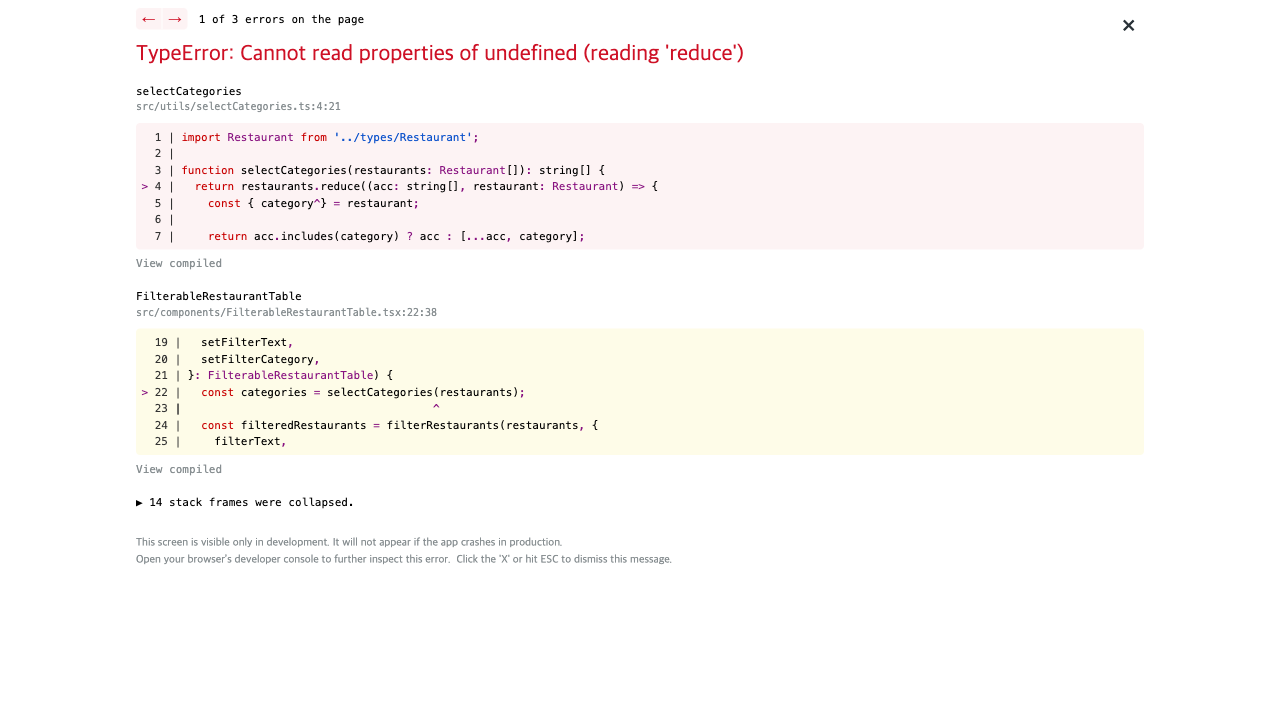 ← → 1 of 3 errors on the page ×
TypeError: Cannot read properties of undefined (reading 'reduce')
selectCategories
src/utils/selectCategories.ts:4:21
1 | import Restaurant from '../types/Restaurant';
2 |
3 | function selectCategories(restaurants: Restaurant[]): string[] {
> 4 |   return restaurants.reduce((acc: string[], restaurant: Restaurant) => {
5 |     const { category^} = restaurant;
6 |
7 |     return acc.includes(category) ? acc : [...acc, category];
View compiled
FilterableRestaurantTable
src/components/FilterableRestaurantTable.tsx:22:38
19 |   setFilterText,
20 |   setFilterCategory,
21 | }: FilterableRestaurantTable) {
> 22 |   const categories = selectCategories(restaurants);
23 |                                      ^
24 |   const filteredRestaurants = filterRestaurants(restaurants, {
25 |     filterText,
View compiled
▶ 14 stack frames were collapsed.
This screen is visible only in development. It will not appear if the app crashes in production.
Open your browser's developer console to further inspect this error.  Click the 'X' or hit ESC to dismiss this message.